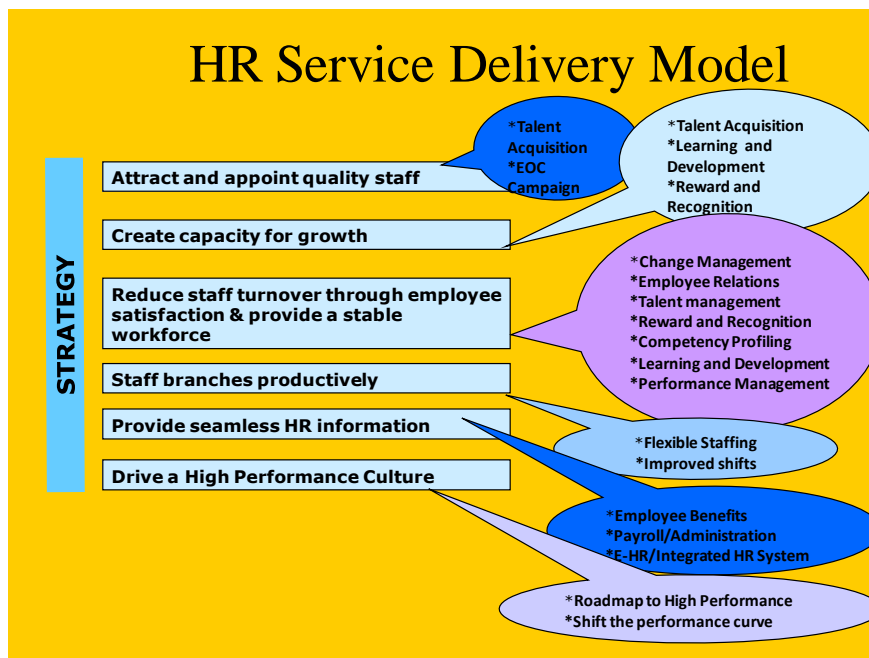 HR Service Delivery Model
STRATEGY
Attract and appoint quality staff
*Talent
Acquisition
*EOC
Campaign
Create capacity for growth
*Talent Acquisition
*Learning and
Development
*Reward and
Recognition
Reduce staff turnover through employee
satisfaction & provide a stable
workforce
*Change Management
*Employee Relations
*Talent management
*Reward and Recognition
*Competency Profiling
*Learning and Development
*Performance Management
Staff branches productively
*Flexible Staffing
*Improved shifts
Provide seamless HR information
*Employee Benefits
*Payroll/Administration
*E-HR/Integrated HR System
Drive a High Performance Culture
*Roadmap to High Performance
*Shift the performance curve